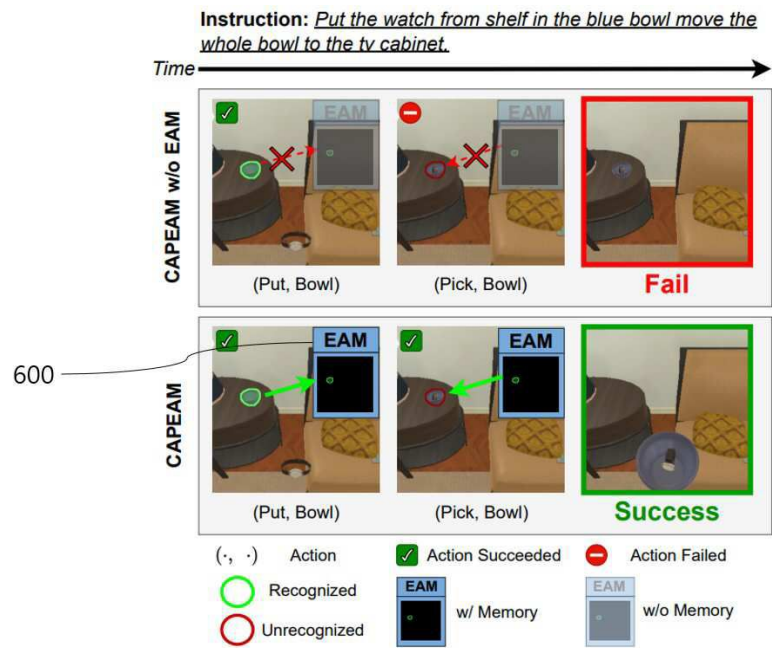 Instruction: Put the watch from shelf in the blue bowl move the
whole bowl to the tv cabinet.
Time
CAPEAM w/o EAM
EAM
EAM
(Put, Bowl)
(Pick, Bowl)
Fail
600
CAPEAM
EAM
EAM
(Put, Bowl)
(Pick, Bowl)
Success
(·, ·) Action
Action Succeeded
Action Failed
Recognized
Unrecognized
EAM
w/ Memory
EAM
w/o Memory